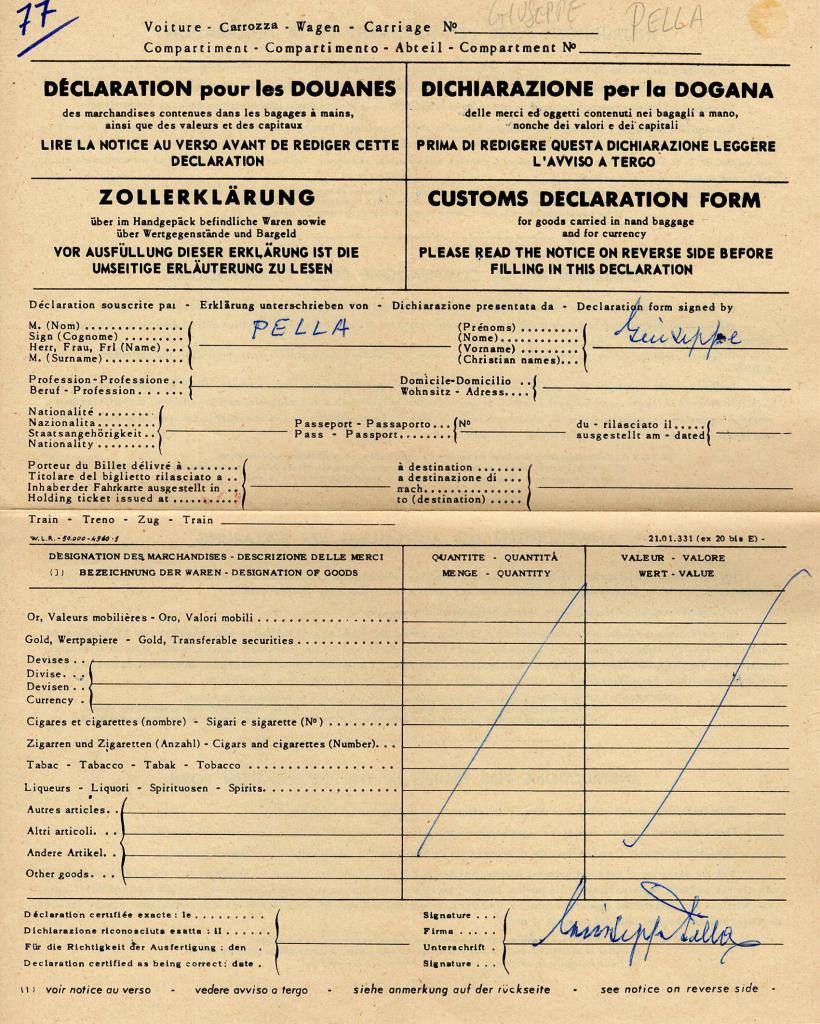 77
GIUSEPPE PELLA
Voiture - Carrozza - Wagen - Carriage Nº
Compartiment - Compartimento - Abteil - Compartment Nº
DÉCLARATION pour les DOUANES
des marchandises contenues dans les bagages à mains,
ainsi que des valeurs et des capitaux
LIRE LA NOTICE AU VERSO AVANT DE REDIGER CETTE
DECLARATION
DICHIARAZIONE per la DOGANA
delle merci ed oggetti contenuti nei bagagli a mano,
nonche dei valori e dei capitali
PRIMA DI REDIGERE QUESTA DICHIARAZIONE LEGGERE
L'AVVISO A TERGO
ZOLLERKLÄRUNG
über im Handgepäck befindliche Waren sowie
über Wertgegenstände und Bargeld
VOR AUSFÜLLUNG DIESER ERKLÄRUNG IST DIE
UMSEITIGE ERLÄUTERUNG ZU LESEN
CUSTOMS DECLARATION FORM
for goods carried in hand baggage
and for currency
PLEASE READ THE NOTICE ON REVERSE SIDE BEFORE
FILLING IN THIS DECLARATION
Déclaration souscrite par - Erklärung unterschrieben von - Dichiarazione presentata da - Declaration form signed by
M. (Nom)
Sign (Cognome)
Herr, Frau, Frl (Name)
M. (Surname)
PELLA
(Prénoms)
(Nome)
(Vorname)
(Christian names)
Giuseppe
Profession - Professione
Beruf - Profession
Domicile-Domicilio
Wohnsitz - Adress
Nationalité
Nazionalita
Staatsangehörigkeit
Nationality
Passeport - Passaporto Nº
Pass - Passport
du - rilasciato il
ausgestellt am - dated
Porteur du Billet délivré à
Titolare del biglietto rilasciato a
Inhaber der Fahrkarte ausgestellt in
Holding ticket issued at
à destination
a destinazione di
nach
to (destination)
Train - Treno - Zug - Train
W.L.R. - 50.000 - 4960 - 1
21.01.331 (ex 20 bis E) -
DESIGNATION DES MARCHANDISES - DESCRIZIONE DELLE MERCI
(1) BEZEICHNUNG DER WAREN - DESIGNATION OF GOODS
QUANTITE - QUANTITÀ
MENGE - QUANTITY
VALEUR - VALORE
WERT - VALUE
Or, Valeurs mobilières - Oro, Valori mobili
Gold, Wertpapiere - Gold, Transferable securities
Devises
Divise
Devisen
Currency
Cigares et cigarettes (nombre) - Sigari e sigarette (Nº)
Zigarren und Zigaretten (Anzahl) - Cigars and cigarettes (Number)
Tabac - Tabacco - Tabak - Tobacco
Liqueurs - Liquori - Spirituosen - Spirits
Autres articles
Altri articoli
Andere Artikel
Other goods
Déclaration certifiée exacte : le
Dichiarazione riconosciuta esatta : il
Für die Richtigkeit der Ausfertigung : den
Declaration certified as being correct : date
Signature
Firma
Unterschrift
Signature
Giuseppe Pella
(1) voir notice au verso - vedere avviso a tergo - siehe anmerkung auf der rückseite - see notice on reverse side -